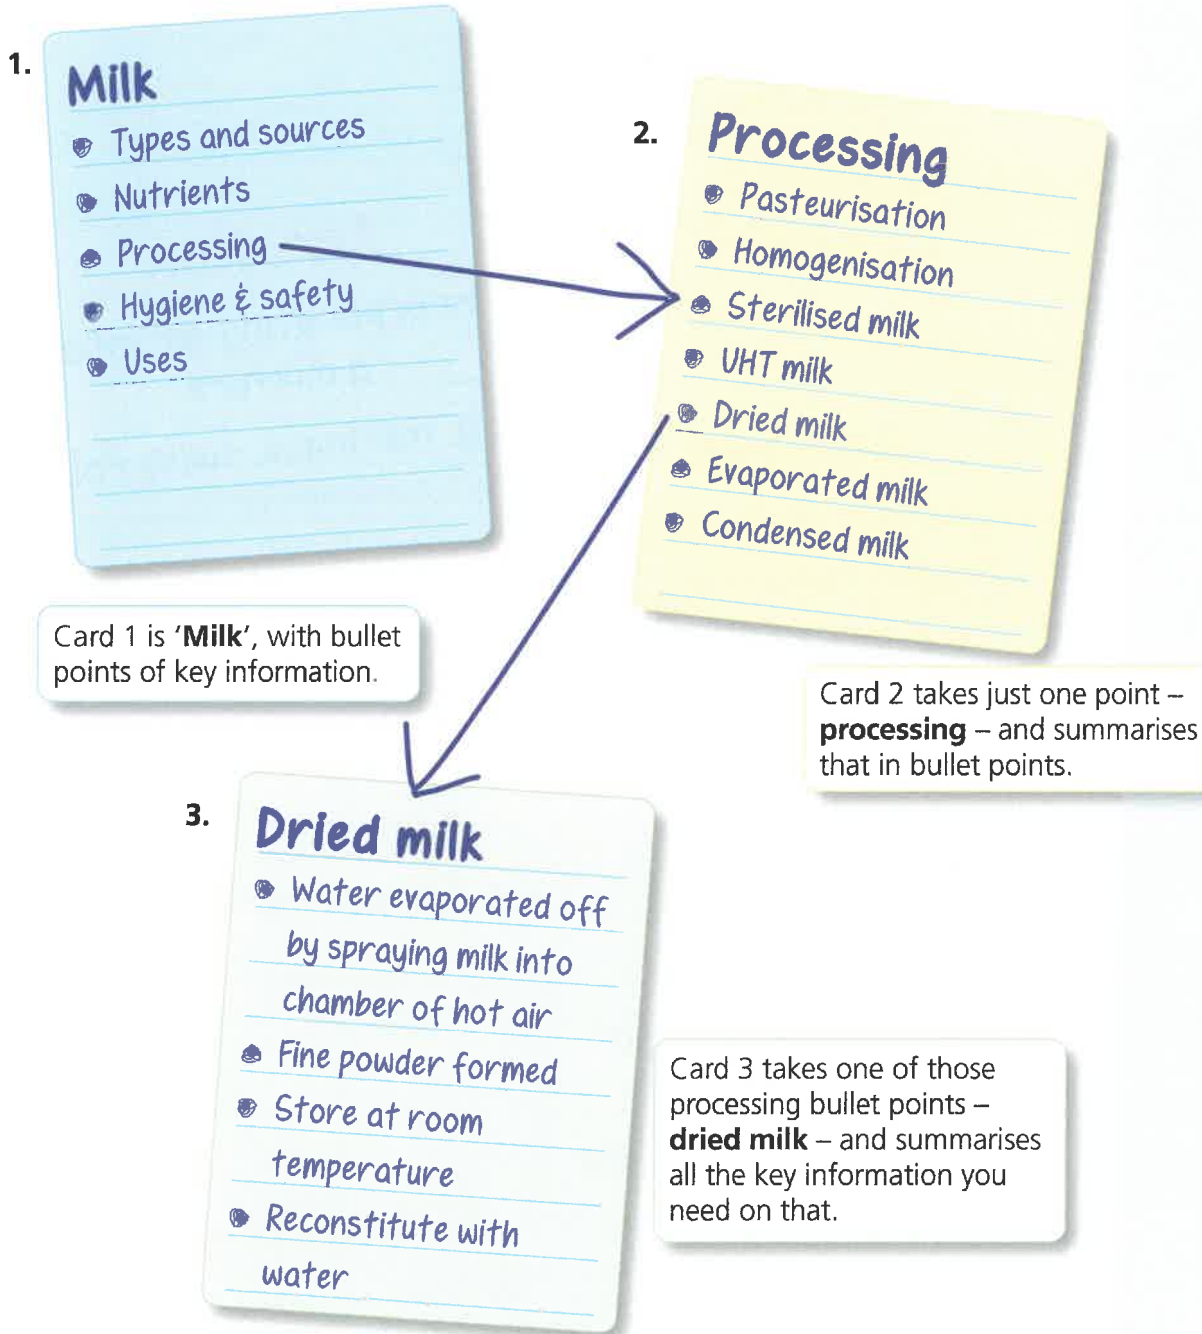 1.
Milk
Types and sources
Nutrients
Processing
Hygiene & safety
Uses
2.
Processing
Pasteurisation
Homogenisation
Sterilised milk
UHT milk
Dried milk
Evaporated milk
Condensed milk
Card 1 is ‘Milk’, with bullet
points of key information.
Card 2 takes just one point –
processing – and summarises
that in bullet points.
3.
Dried milk
Water evaporated off
by spraying milk into
chamber of hot air
Fine powder formed
Store at room
temperature
Reconstitute with
water
Card 3 takes one of those
processing bullet points –
dried milk – and summarises
all the key information you
need on that.